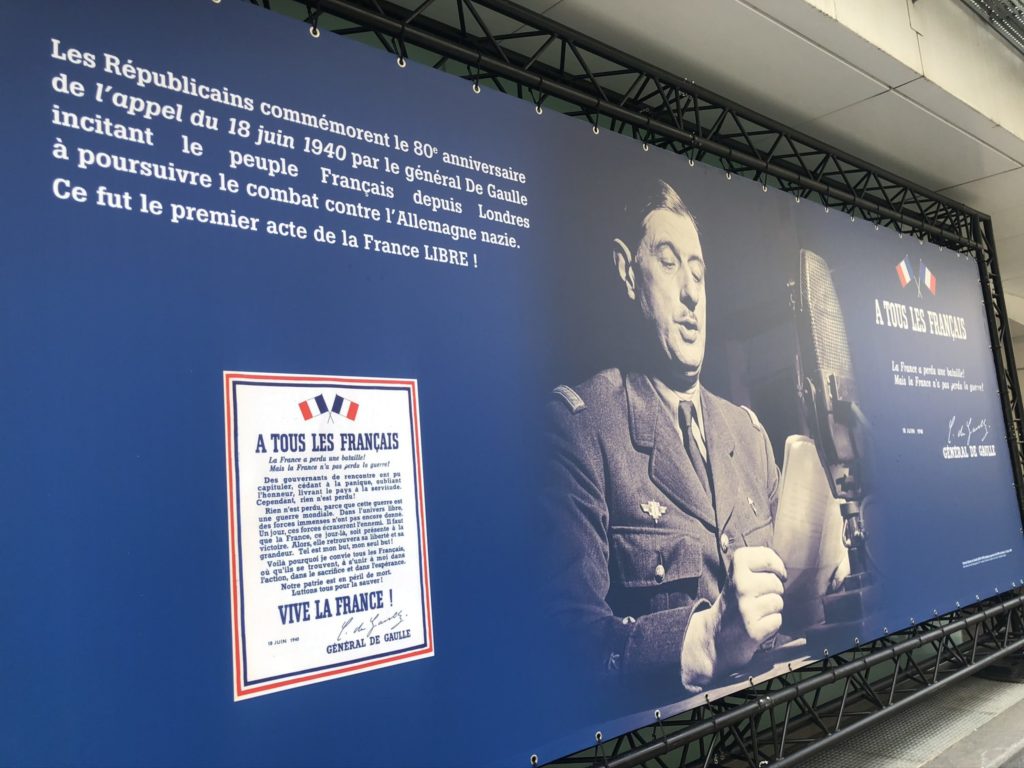 Les Républicains commémorent le 80e anniversaire
de l'appel du 18 juin 1940 par le général De Gaulle
incitant le peuple Français depuis Londres
à poursuivre le combat contre l'Allemagne nazie.
Ce fut le premier acte de la France LIBRE !
A TOUS LES FRANÇAIS
La France a perdu une bataille!
Mais la France n'a pas perdu la guerre!
Des gouvernants de rencontre ont pu
capituler, cédant à la panique, oubliant
l'honneur, livrant le pays à la servitude.
Cependant, rien n'est perdu!
Rien n'est perdu, parce que cette guerre est
une guerre mondiale. Dans l'univers libre,
des forces immenses n'ont pas encore donné.
Un jour, ces forces écraseront l'ennemi. Il faut
que la France, ce jour-là, soit présente à la
victoire. Alors, elle retrouvera sa liberté et sa
grandeur. Tel est mon but, mon seul but!
Voilà pourquoi je convie tous les Français,
où qu'ils se trouvent, à s'unir à moi dans
l'action, dans le sacrifice et dans l'espérance.
Notre patrie est en péril de mort.
Luttons tous pour la sauver!
VIVE LA FRANCE !
C. de Gaulle
18 JUIN 1940
GÉNÉRAL DE GAULLE
A TOUS LES FRANÇAIS
La France a perdu une bataille!
Mais la France n'a pas perdu la guerre!
18 JUIN 1940
C. de Gaulle
GÉNÉRAL DE GAULLE